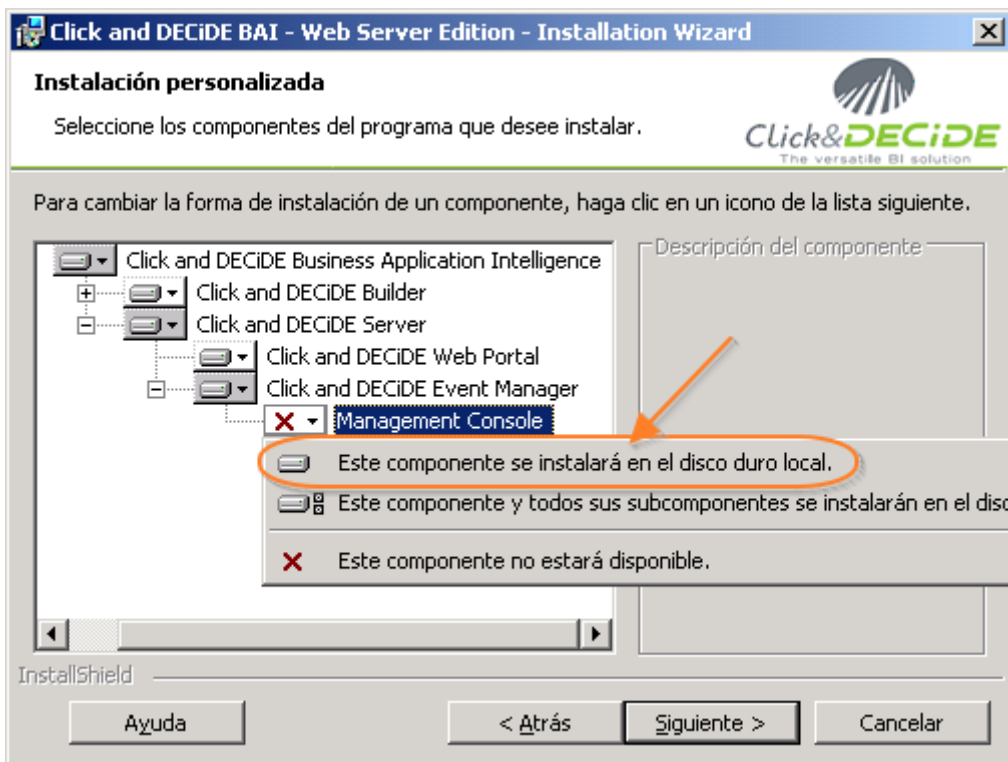 Click and DECiDE BAI - Web Server Edition - Installation Wizard
Instalación personalizada
Seleccione los componentes del programa que desee instalar.
Click&DECiDE
The versatile BI solution
Para cambiar la forma de instalación de un componente, haga clic en un icono de la lista siguiente.
Click and DECiDE Business Application Intelligence
Click and DECiDE Builder
Click and DECiDE Server
Click and DECiDE Web Portal
Click and DECiDE Event Manager
Management Console
Descripción del componente
Este componente se instalará en el disco duro local.
Este componente y todos sus subcomponentes se instalarán en el
Este componente no estará disponible.
InstallShield
Ayuda
< Atrás
Siguiente >
Cancelar